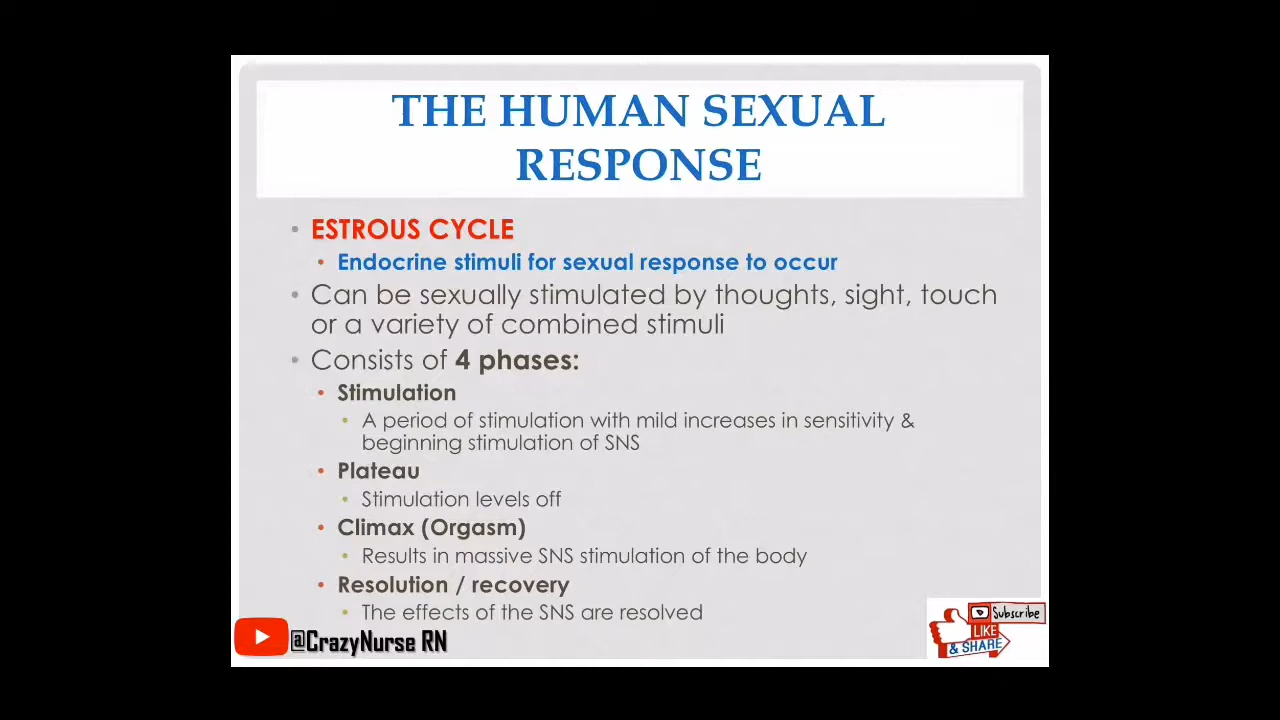 THE HUMAN SEXUAL
RESPONSE
• ESTROUS CYCLE
• Endocrine stimuli for sexual response to occur
• Can be sexually stimulated by thoughts, sight, touch
or a variety of combined stimuli
• Consists of 4 phases:
• Stimulation
• A period of stimulation with mild increases in sensitivity &
beginning stimulation of SNS
• Plateau
• Stimulation levels off
• Climax (Orgasm)
• Results in massive SNS stimulation of the body
• Resolution / recovery
• The effects of the SNS are resolved
@CrazyNurse RN
Subscribe
LIKE
& SHARE